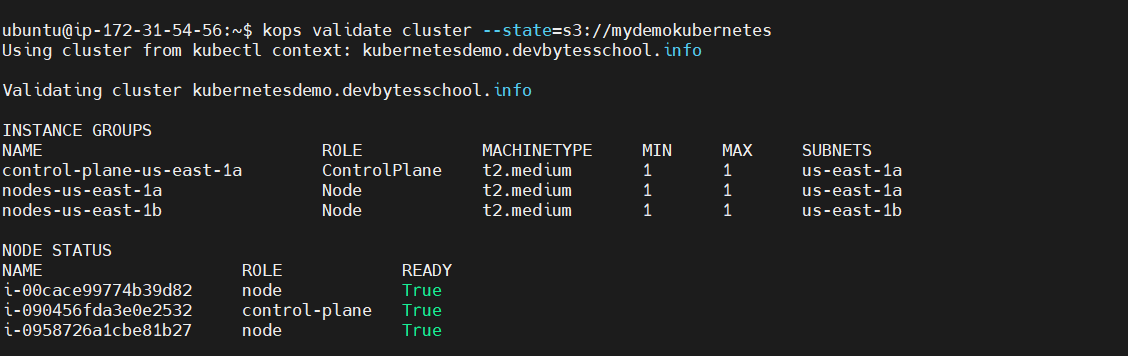 ubuntu@ip-172-31-54-56:~$ kops validate cluster --state=s3://mydemokubernetes
Using cluster from kubectl context: kubernetesdemo.devbytesschool.info
Validating cluster kubernetesdemo.devbytesschool.info
INSTANCE GROUPS
NAME ROLE MACHINETYPE MIN MAX SUBNETS
control-plane-us-east-1a ControlPlane t2.medium 1 1 us-east-1a
nodes-us-east-1a Node t2.medium 1 1 us-east-1a
nodes-us-east-1b Node t2.medium 1 1 us-east-1b
NODE STATUS
NAME ROLE READY
i-00cace99774b39d82 node True
i-090456fda3e0e2532 control-plane True
i-0958726a1cbe81b27 node True